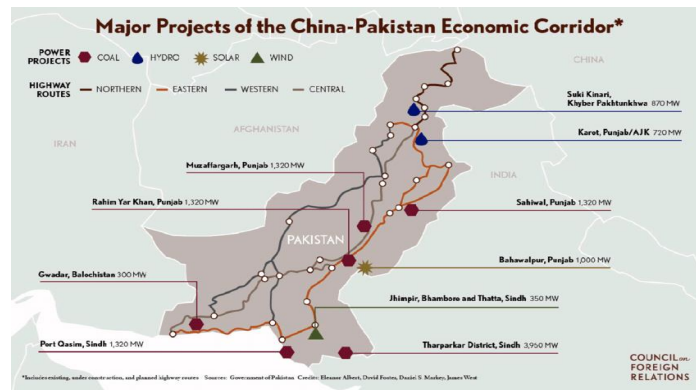 Major Projects of the China-Pakistan Economic Corridor*
POWER PROJECTS
COAL HYDRO SOLAR WIND
HIGHWAY ROUTES
NORTHERN EASTERN WESTERN CENTRAL
CHINA
Suki Kinari,
Khyber Pakhtunkhwa 870 MW
AFGHANISTAN
Karot, Punjab/AJK 720 MW
IRAN
Muzaffargarh, Punjab 1,320 MW
INDIA
Rahim Yar Khan, Punjab 1,320 MW
Sahiwal, Punjab 1,320 MW
PAKISTAN
Bahawalpur, Punjab 1,000 MW
Gwadar, Balochistan 300 MW
Jhimpir, Bhambore and Thatta, Sindh 350 MW
Port Qasim, Sindh 1,320 MW
Tharparkar District, Sindh 3,960 MW
COUNCIL on
FOREIGN
RELATIONS
*Includes existing, under construction, and planned highway routes Sources: Government of Pakistan Credits: Eleanor Albert, David Foster, Daniel S. Markey, James West